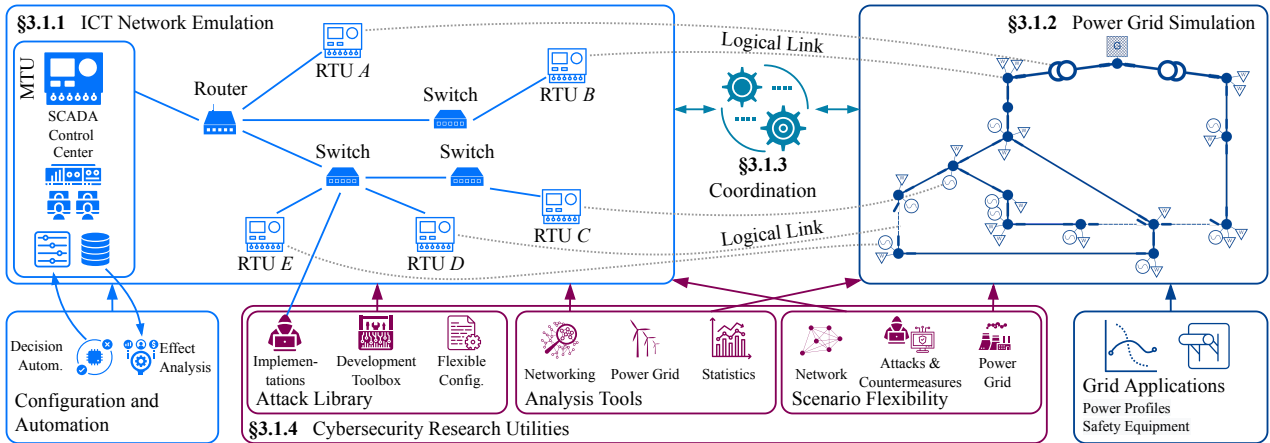 §3.1.1 ICT Network Emulation
MTU
SCADA
Control
Center
Router
RTU A
Switch
RTU B
Switch
Switch
RTU C
RTU D
RTU E
Logical Link
Logical Link
§3.1.3
Coordination
§3.1.2 Power Grid Simulation
G
Decision
Autom.
Effect
Analysis
Configuration and
Automation
Implemen-
tations
Development
Toolbox
Flexible
Config.
Attack Library
Networking
Power Grid
Statistics
Analysis Tools
Network
Attacks &
Countermeasures
Power
Grid
Scenario Flexibility
§3.1.4 Cybersecurity Research Utilities
Grid Applications
Power Profiles
Safety Equipment